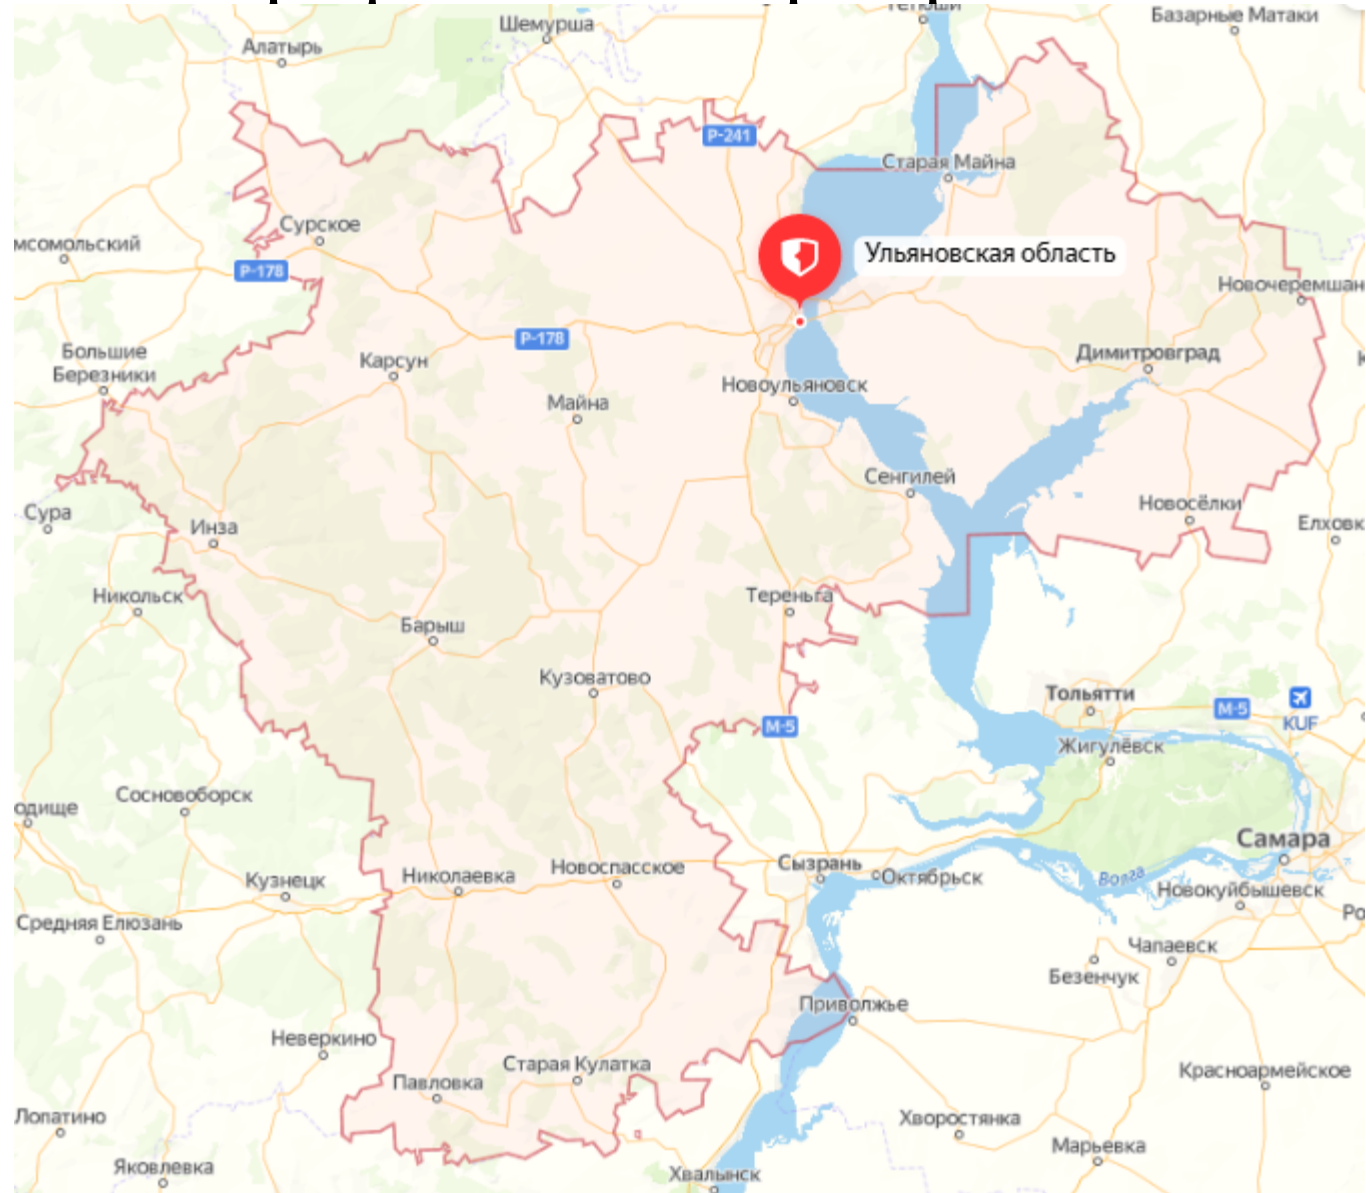 Шемурша
Базарные Матаки
Алатырь
Р-241
Старая Майна
Сурское
мсомольский
Ульяновская область
Р-178
Новочеремшан
Р-178
Большие
Березники
Карсун
Димитровград
Новоульяновск
Майна
Сенгилей
Новосёлки
Сура
Инза
Елховк
Никольск
Тереньга
Барыш
Кузоватово
Тольятти
М-5
М-5
KUF
Жигулёвск
одище
Сосновоборск
Самара
Сызрань
Октябрьск
Волга
Новоспасское
Николаевка
Кузнецк
Новокуйбышевск
Ро
Средняя Елюзань
Чапаевск
Безенчук
Приволжье
Неверкино
Старая Кулатка
Павловка
Красноармейское
Лопатино
Хворостянка
Марьевка
Яковлевка
Хвалынск